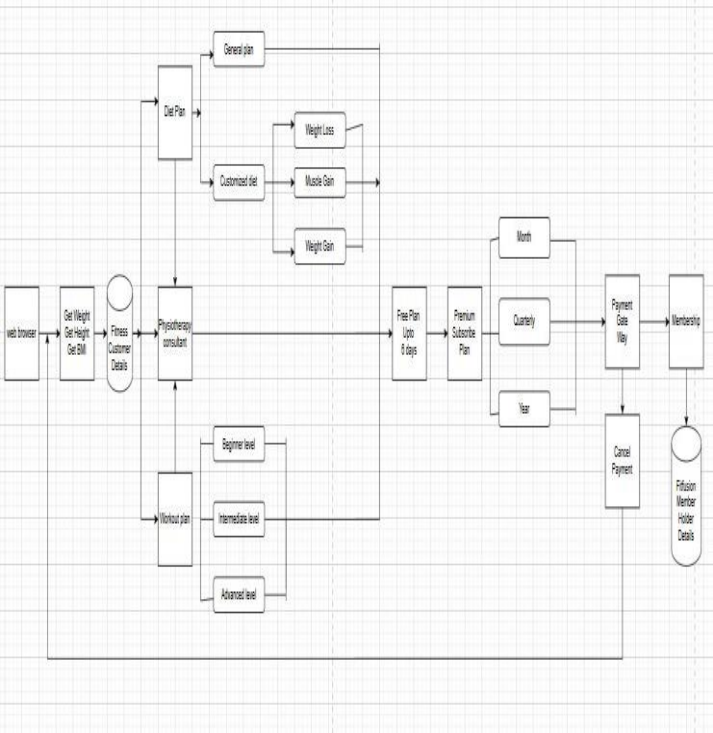 General plan
Diet Plan
Weight Loss
Customized diet
Muscle Gain
Weight Gain
Month
web browser
Get Weight
Get Height
Get BMI
Fitness
Customer
Details
Physiotherapy
consultant
Free Plan
Upto
6 days
Premium
Subscribe
Plan
Quarterly
Payment
Gate
Way
Membership
Year
Beginner level
Cancel
Payment
Workout plan
Intermediate level
Advanced level
Fitfusion
Member
Holder
Details